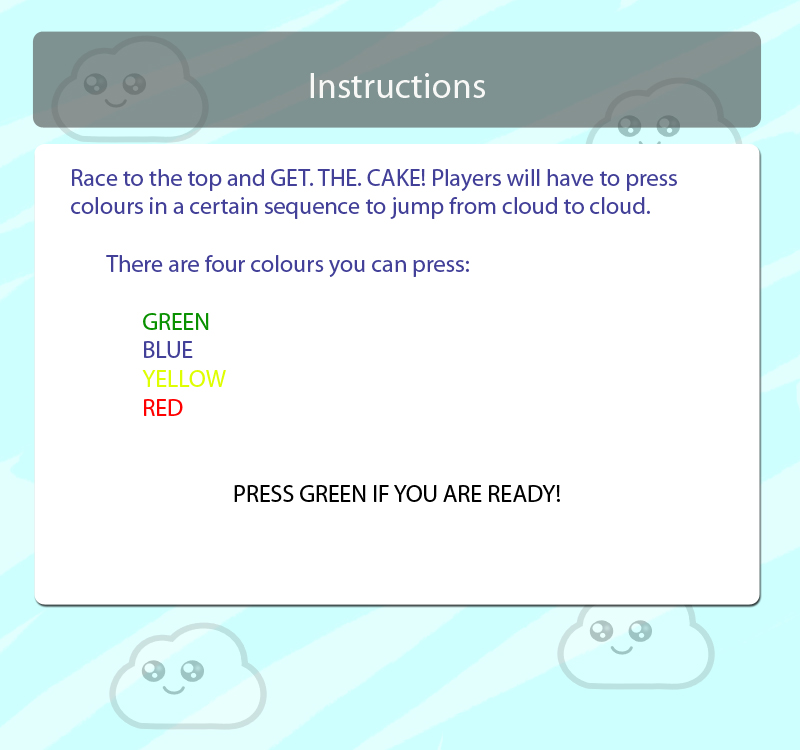 Instructions
Race to the top and GET. THE. CAKE! Players will have to press
colours in a certain sequence to jump from cloud to cloud.
There are four colours you can press:
GREEN
BLUE
YELLOW
RED
PRESS GREEN IF YOU ARE READY!